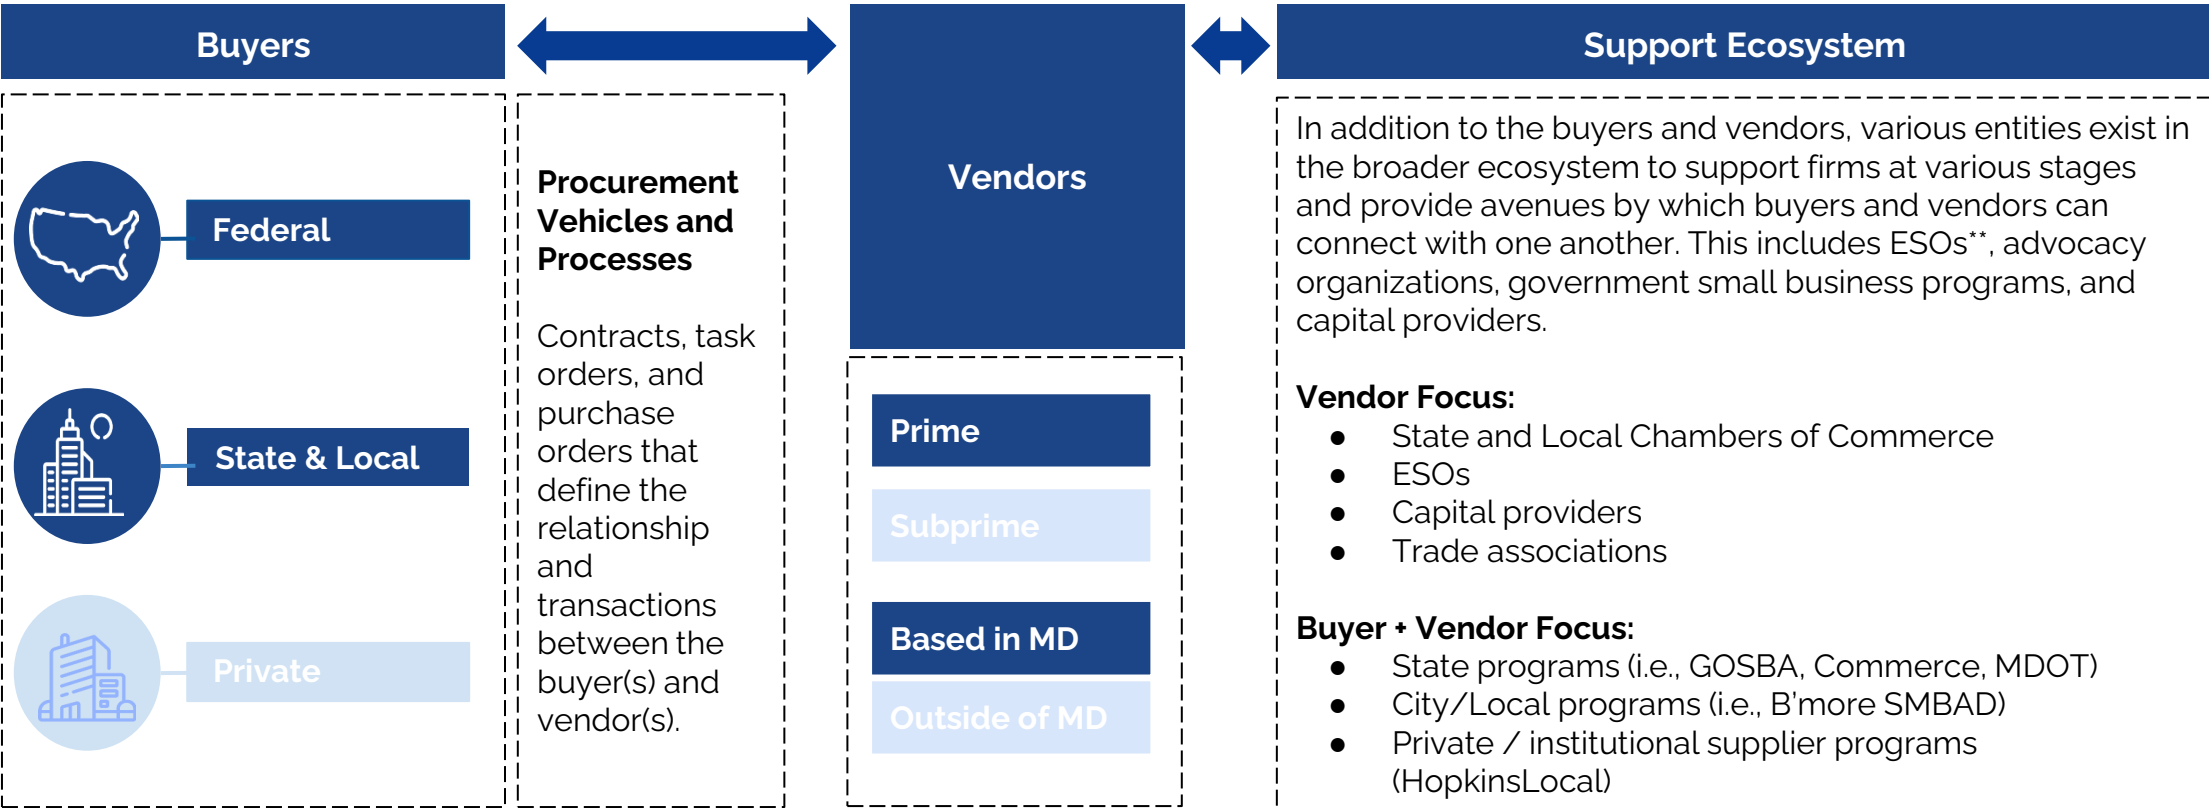 Buyers
Federal
State & Local
Private
Procurement
Vehicles and
Processes
Contracts, task
orders, and
purchase
orders that
define the
relationship
and
transactions
between the
buyer(s) and
vendor(s).
Vendors
Prime
Subprime
Based in MD
Outside of MD
Support Ecosystem
In addition to the buyers and vendors, various entities exist in
the broader ecosystem to support firms at various stages
and provide avenues by which buyers and vendors can
connect with one another. This includes ESOs**, advocacy
organizations, government small business programs, and
capital providers.
Vendor Focus:
● State and Local Chambers of Commerce
● ESOs
● Capital providers
● Trade associations
Buyer + Vendor Focus:
● State programs (i.e., GOSBA, Commerce, MDOT)
● City/Local programs (i.e., B’more SMBAD)
● Private / institutional supplier programs
(HopkinsLocal)